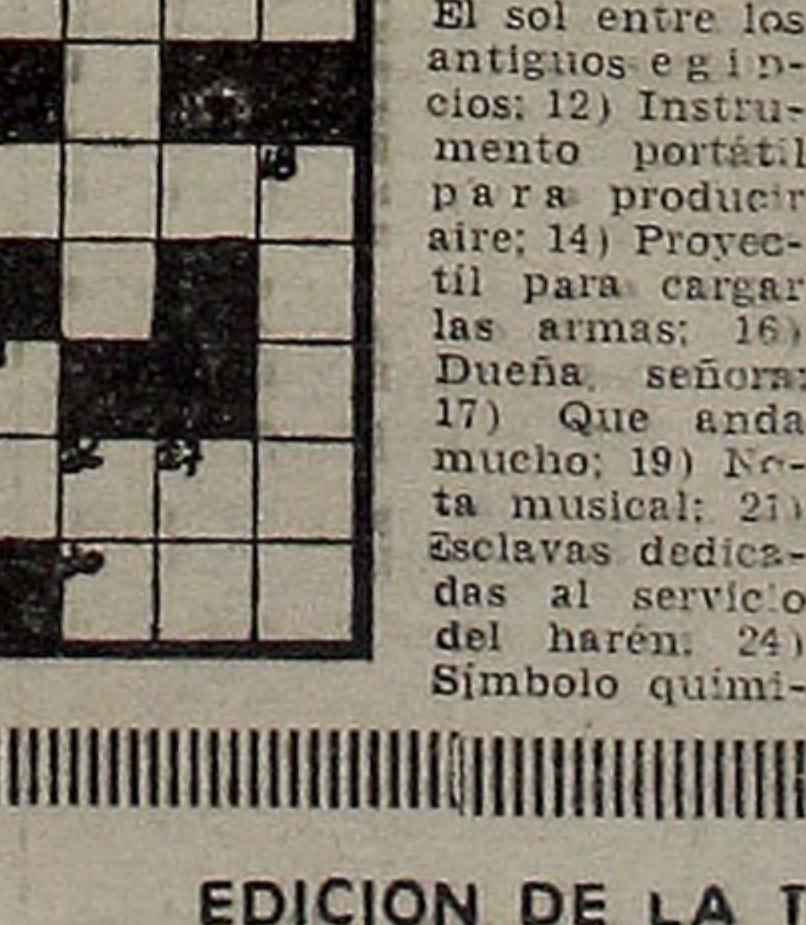 El sol entre los
antiguos egip-
cios; 12) Instru-
mento portátil
para producir
aire; 14) Proyec-
til para cargar
las armas; 16)
Dueña, señora;
17) Que anda
mucho; 19) No-
ta musical; 21)
Esclavas dedica-
das al servicio
del harén; 24)
Símbolo quími-
18
27
EDICION DE LA T